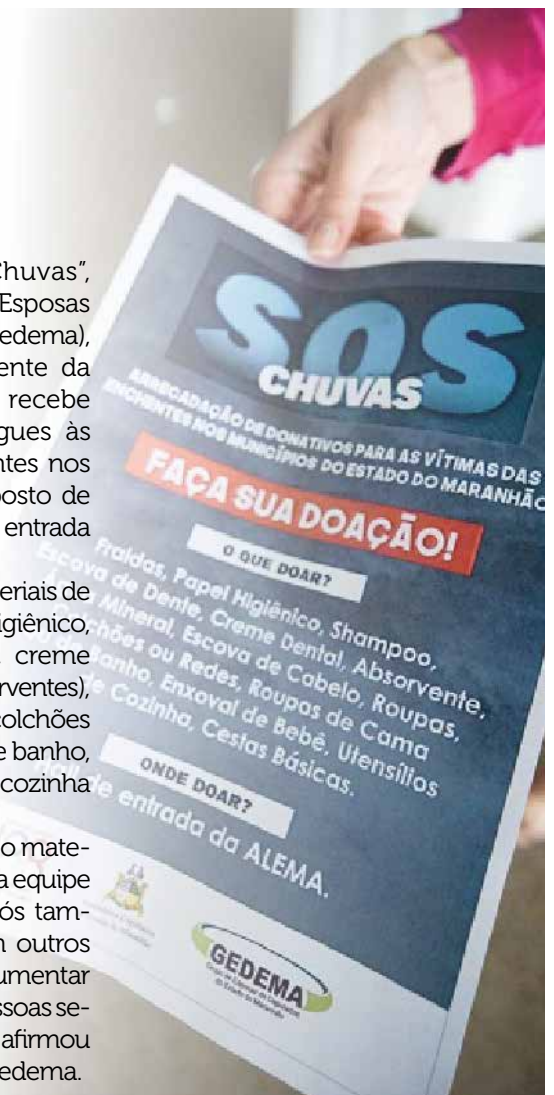 Chuvas",
Esposas
edema),
ente da
recebe
gues às
ntes nos
posto de
entrada
eriais de
igiênico,
creme
rventes),
olchões
e banho,
cozinha
o mate-
a equipe
ós tam-
outros
umentar
ssoas se-
afirmou
edema.
SOS
CHUVAS
ARRECADAÇÃO DE DONATIVOS PARA AS VÍTIMAS DAS
ENCHENTES NOS MUNICÍPIOS DO ESTADO DO MARANHÃO
FAÇA SUA DOAÇÃO!
O QUE DOAR?
Fraldas, Papel Higiênico, Shampoo,
Escova de Dente, Creme Dental, Absorvente,
Mineral, Escova de Cabelo, Roupas,
Colchões ou Redes, Roupas de Cama
Banho, Enxoval de Bebê, Utensílios
de Cozinha, Cestas Básicas.
ONDE DOAR?
Hall de entrada da ALEMA.
GEDEMA